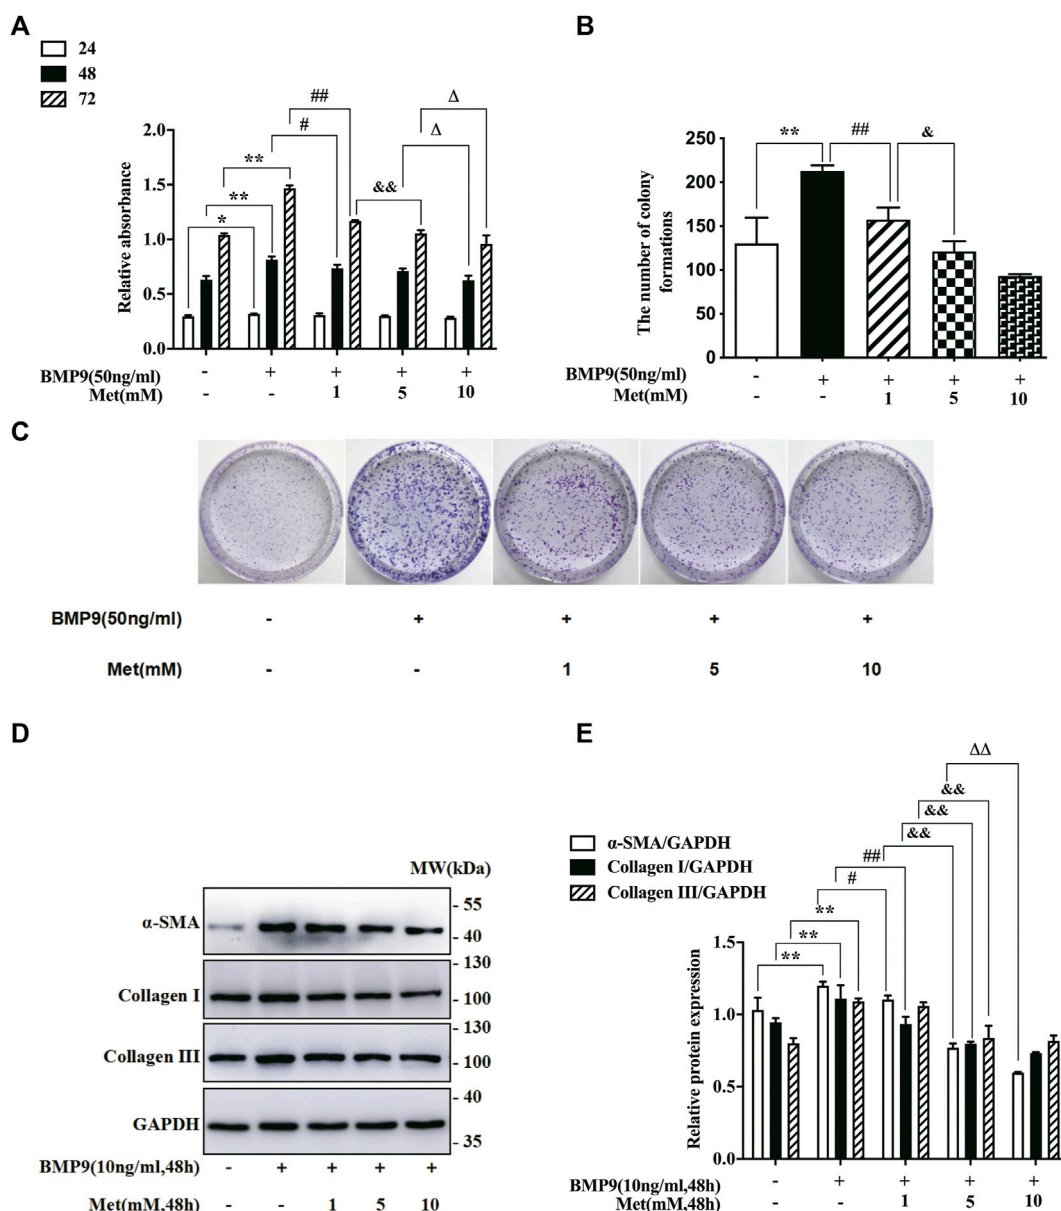 A
24
48
72
Relative absorbance
2.0
1.5
1.0
0.5
0.0
* ** **
# ##
&&
Δ Δ
BMP9(50ng/ml) - + + + +
Met(mM) - - 1 5 10
B
The number of colony
formations
250
200
150
100
50
0
** ## &
BMP9(50ng/ml) - + + + +
Met(mM) - - 1 5 10
C
BMP9(50ng/ml) - + + + +
Met(mM) - - 1 5 10
D
MW(kDa)
α-SMA - 55
- 40
Collagen I - 130
- 100
Collagen III - 130
- 100
GAPDH - 40
- 35
BMP9(10ng/ml,48h) - + + + +
Met(mM,48h) - - 1 5 10
E
α-SMA/GAPDH
Collagen I/GAPDH
Collagen III/GAPDH
ΔΔ
&&
&&
&&
##
#
**
**
**
Relative protein expression
1.5
1.0
0.5
0.0
BMP9(10ng/ml,48h) - + + + +
Met(mM,48h) - - 1 5 10